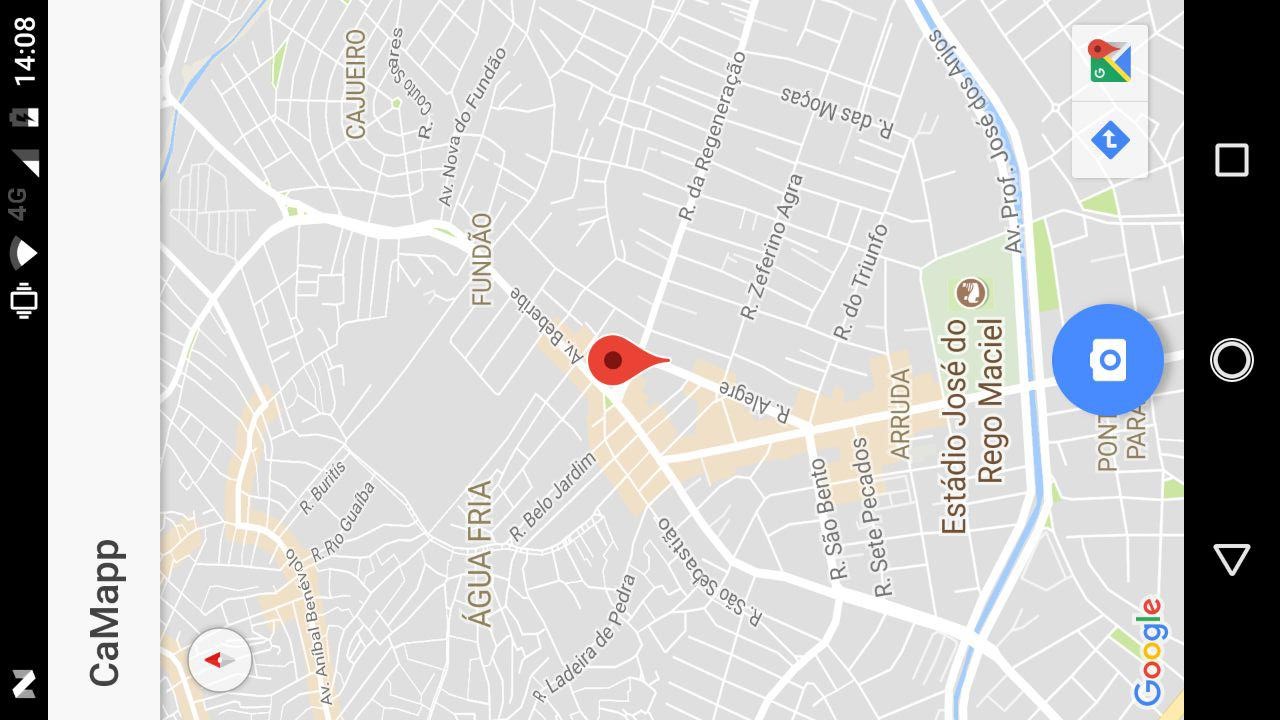 14:08
4G
CaMapp
CAJUEIRO
R. Couto Soares
Av. Nova do Fundão
FUNDÃO
R. da Regeneração
R. das Moças
Av. Prof. José dos Anjos
R. Zeferino Agra
R. do Triunfo
Av. Beberibe
R. Alegre
ARRUDA
Estádio José do
Rego Maciel
PONT
PARA
R. Buritis
R. Rio Guaíba
Av. Aníbal Benévolo
ÁGUA FRIA
R. Belo Jardim
R. São Sebastião
R. Ladeira de Pedra
R. São Bento
R. Sete Pecados
Google